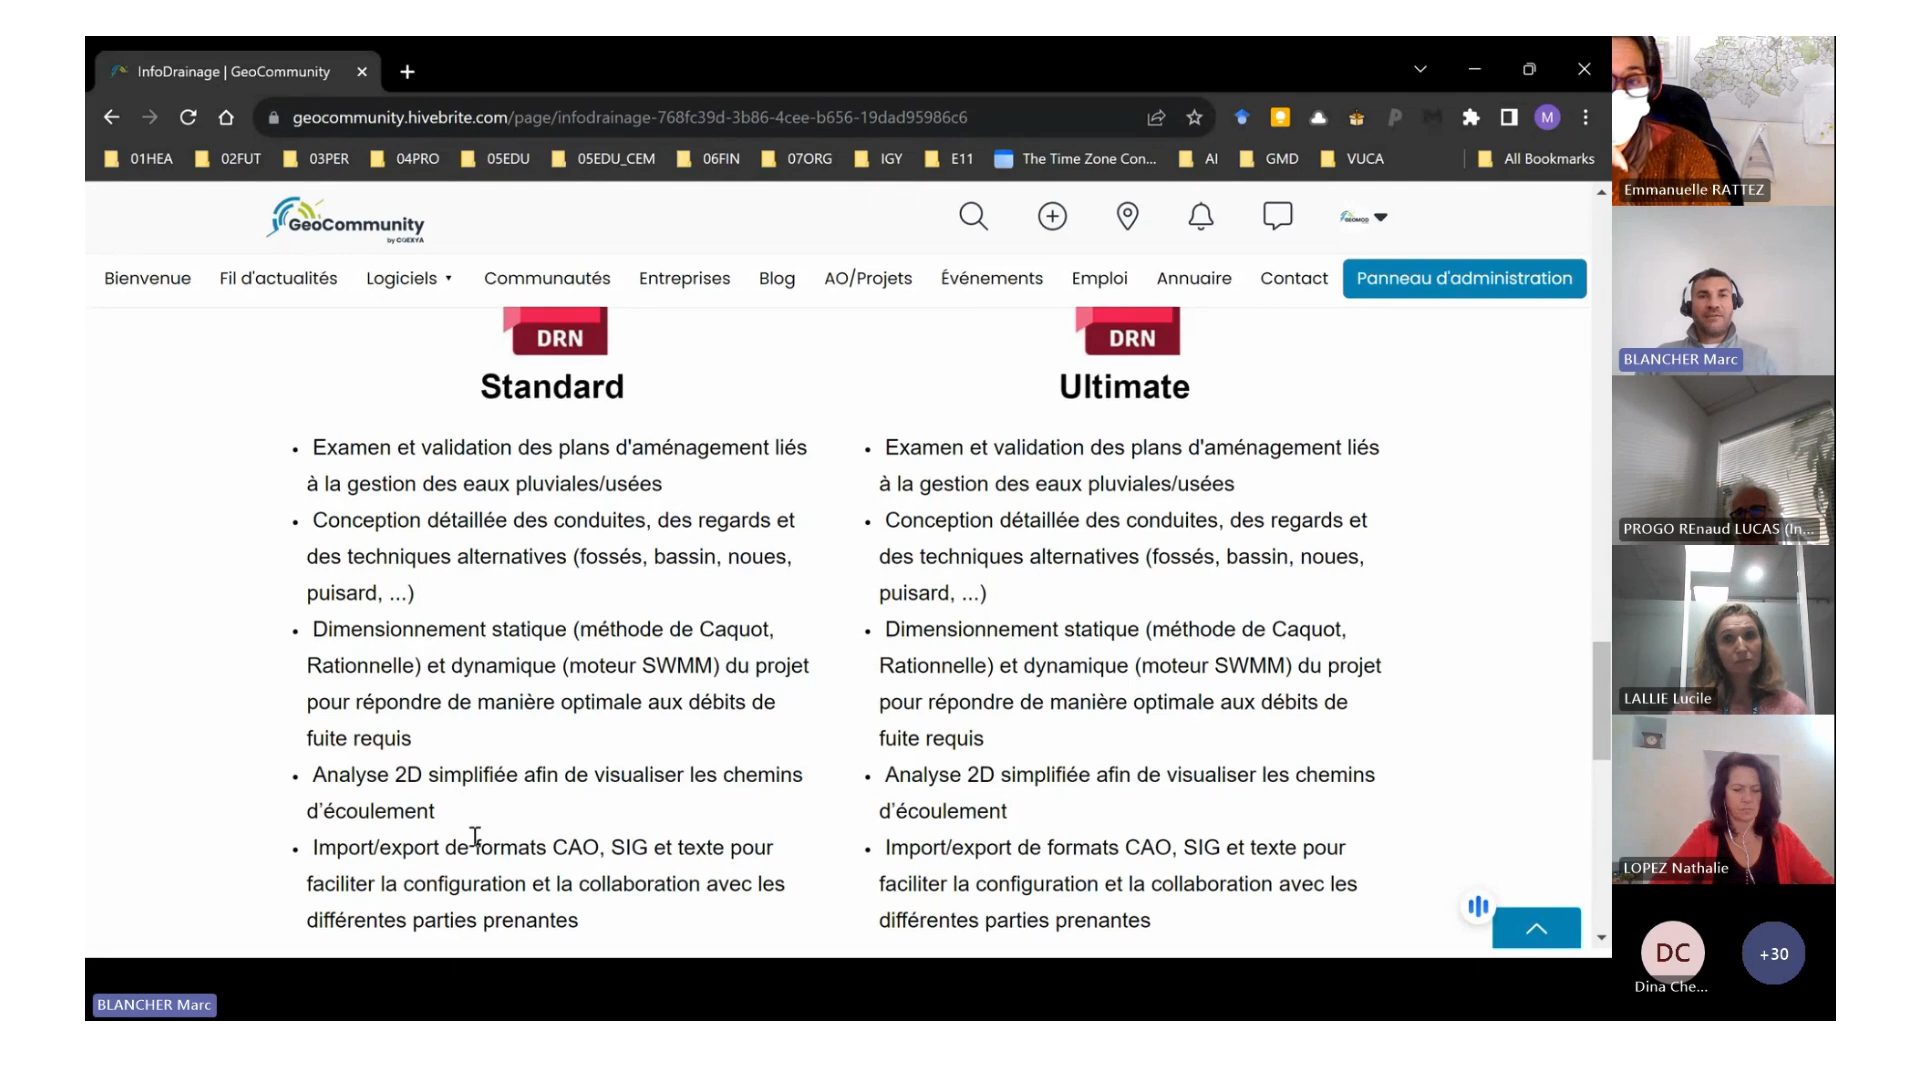 InfoDrainage | GeoCommunity
geocommunity.hivebrite.com/page/infodrainage-768fc39d-3b86-4cee-b656-19dad95986c6
M
01HEA 02FUT 03PER 04PRO 05EDU 05EDU_CEM 06FIN 07ORG IGY E11 The Time Zone Con... AI GMD VUCA All Bookmarks
GeoCommunity
by COEXYA
Bienvenue Fil d'actualités Logiciels Communautés Entreprises Blog AO/Projets Événements Emploi Annuaire Contact Panneau d'administration
DRN
Standard
• Examen et validation des plans d'aménagement liés
à la gestion des eaux pluviales/usées
• Conception détaillée des conduites, des regards et
des techniques alternatives (fossés, bassin, noues,
puisard, ...)
• Dimensionnement statique (méthode de Caquot,
Rationnelle) et dynamique (moteur SWMM) du projet
pour répondre de manière optimale aux débits de
fuite requis
• Analyse 2D simplifiée afin de visualiser les chemins
d'écoulement
• Import/export de formats CAO, SIG et texte pour
faciliter la configuration et la collaboration avec les
différentes parties prenantes
DRN
Ultimate
• Examen et validation des plans d'aménagement liés
à la gestion des eaux pluviales/usées
• Conception détaillée des conduites, des regards et
des techniques alternatives (fossés, bassin, noues,
puisard, ...)
• Dimensionnement statique (méthode de Caquot,
Rationnelle) et dynamique (moteur SWMM) du projet
pour répondre de manière optimale aux débits de
fuite requis
• Analyse 2D simplifiée afin de visualiser les chemins
d'écoulement
• Import/export de formats CAO, SIG et texte pour
faciliter la configuration et la collaboration avec les
différentes parties prenantes
Emmanuelle RATTEZ
BLANCHER Marc
PROGO REnaud LUCAS (In...
LALLIE Lucile
LOPEZ Nathalie
DC
Dina Che...
+30
BLANCHER Marc